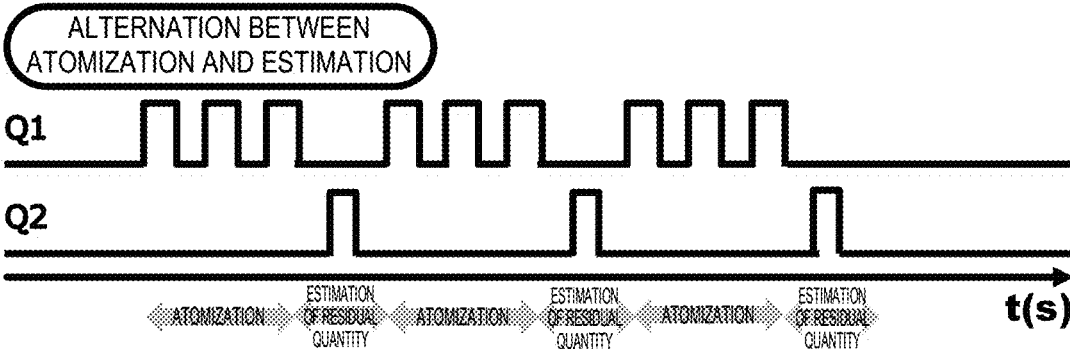 ALTERNATION BETWEEN
ATOMIZATION AND ESTIMATION
Q1
Q2
t(s)
ATOMIZATION
ESTIMATION
OF RESIDUAL
QUANTITY
ATOMIZATION
ESTIMATION
OF RESIDUAL
QUANTITY
ATOMIZATION
ESTIMATION
OF RESIDUAL
QUANTITY